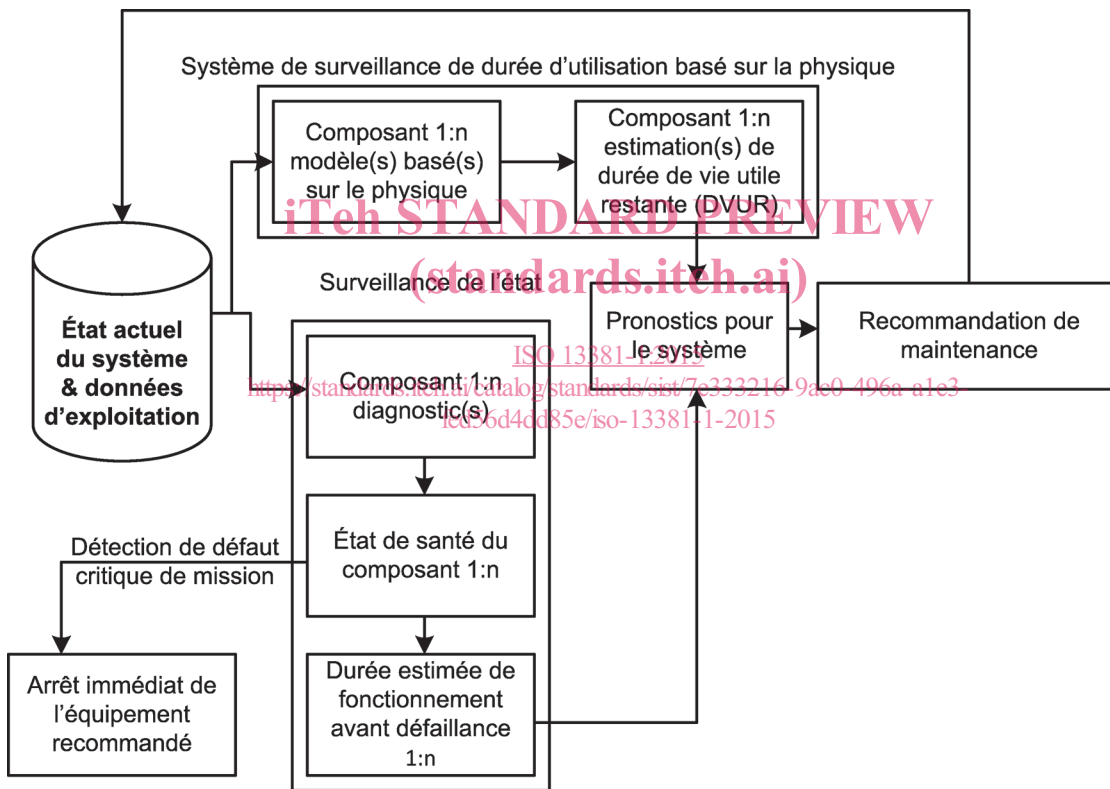 Système de surveillance de durée d'utilisation basé sur la physique
Composant 1:n
modèle(s) basé(s)
sur le physique
Composant 1:n
estimation(s) de
durée de vie utile
restante (DVUR)
iTeh STANDARD PREVIEW
(standards.iteh.ai)
Surveillance de l'état
État actuel
du système
& données
d'exploitation
Pronostics pour
le système
Recommandation de
maintenance
ISO 13381-1:2015
https://standards.iteh.ai/catalog/standards/sist/7e333216-9ac0-496a-a1e3-
1ed56d4dd85e/iso-13381-1-2015
Composant 1:n
diagnostic(s)
État de santé du
composant 1:n
Détection de défaut
critique de mission
Arrêt immédiat de
l'équipement
recommandé
Durée estimée de
fonctionnement
avant défaillance
1:n